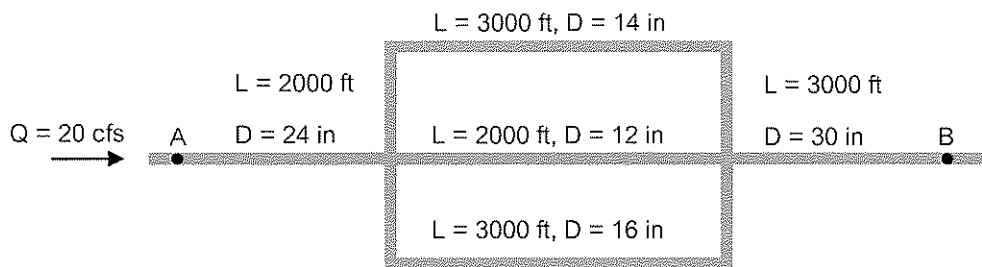 L = 3000 ft, D = 14 in
L = 2000 ft
L = 3000 ft
Q = 20 cfs
A
D = 24 in
L = 2000 ft, D = 12 in
D = 30 in
B
L = 3000 ft, D = 16 in